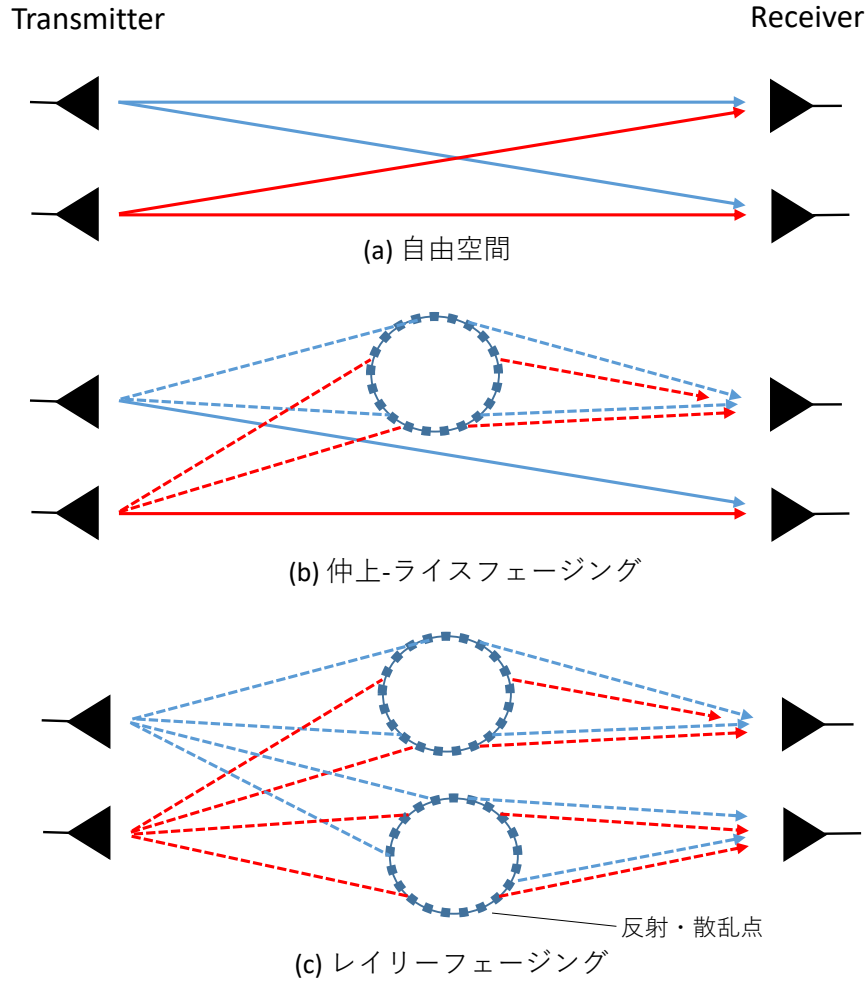 Transmitter
Receiver
(a) 自由空間
(b) 仲上-ライスフェージング
反射・散乱点
(c) レイリーフェージング